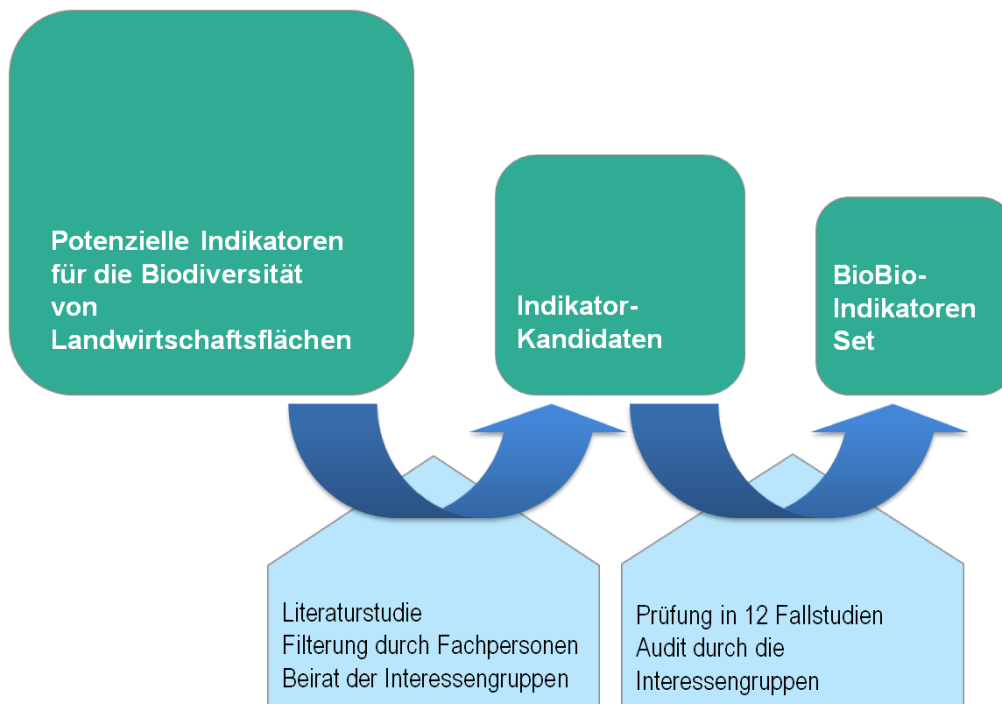 Potenzielle Indikatoren
für die Biodiversität
von
Landwirtschaftsflächen
Indikator-
Kandidaten
BioBio-
Indikatoren
Set
Literaturstudie
Filterung durch Fachpersonen
Beirat der Interessengruppen
Prüfung in 12 Fallstudien
Audit durch die
Interessengruppen